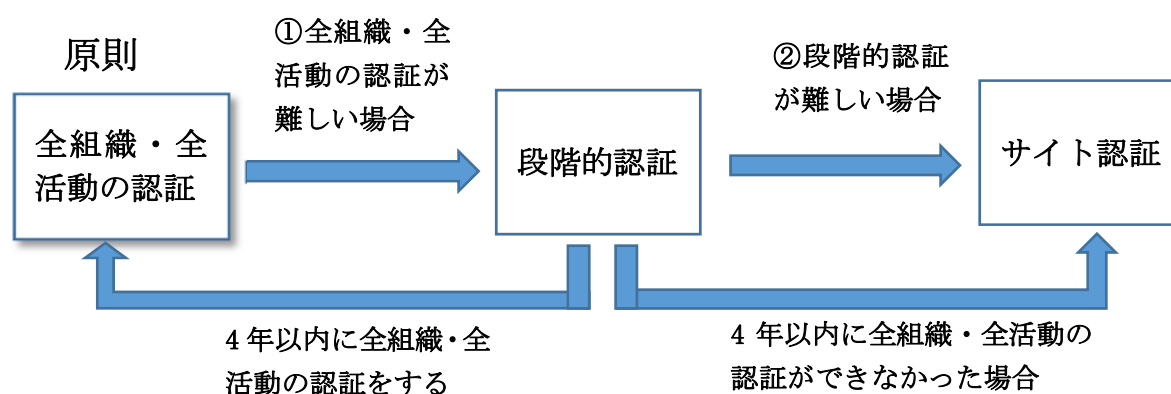 原則
全組織・全
活動の認証
①全組織・全
活動の認証が
難しい場合
段階的認証
②段階的認証
が難しい場合
サイト認証
4年以内に全組織・全
活動の認証をする
4 年以内に全組織・全活動の
認証ができなかった場合